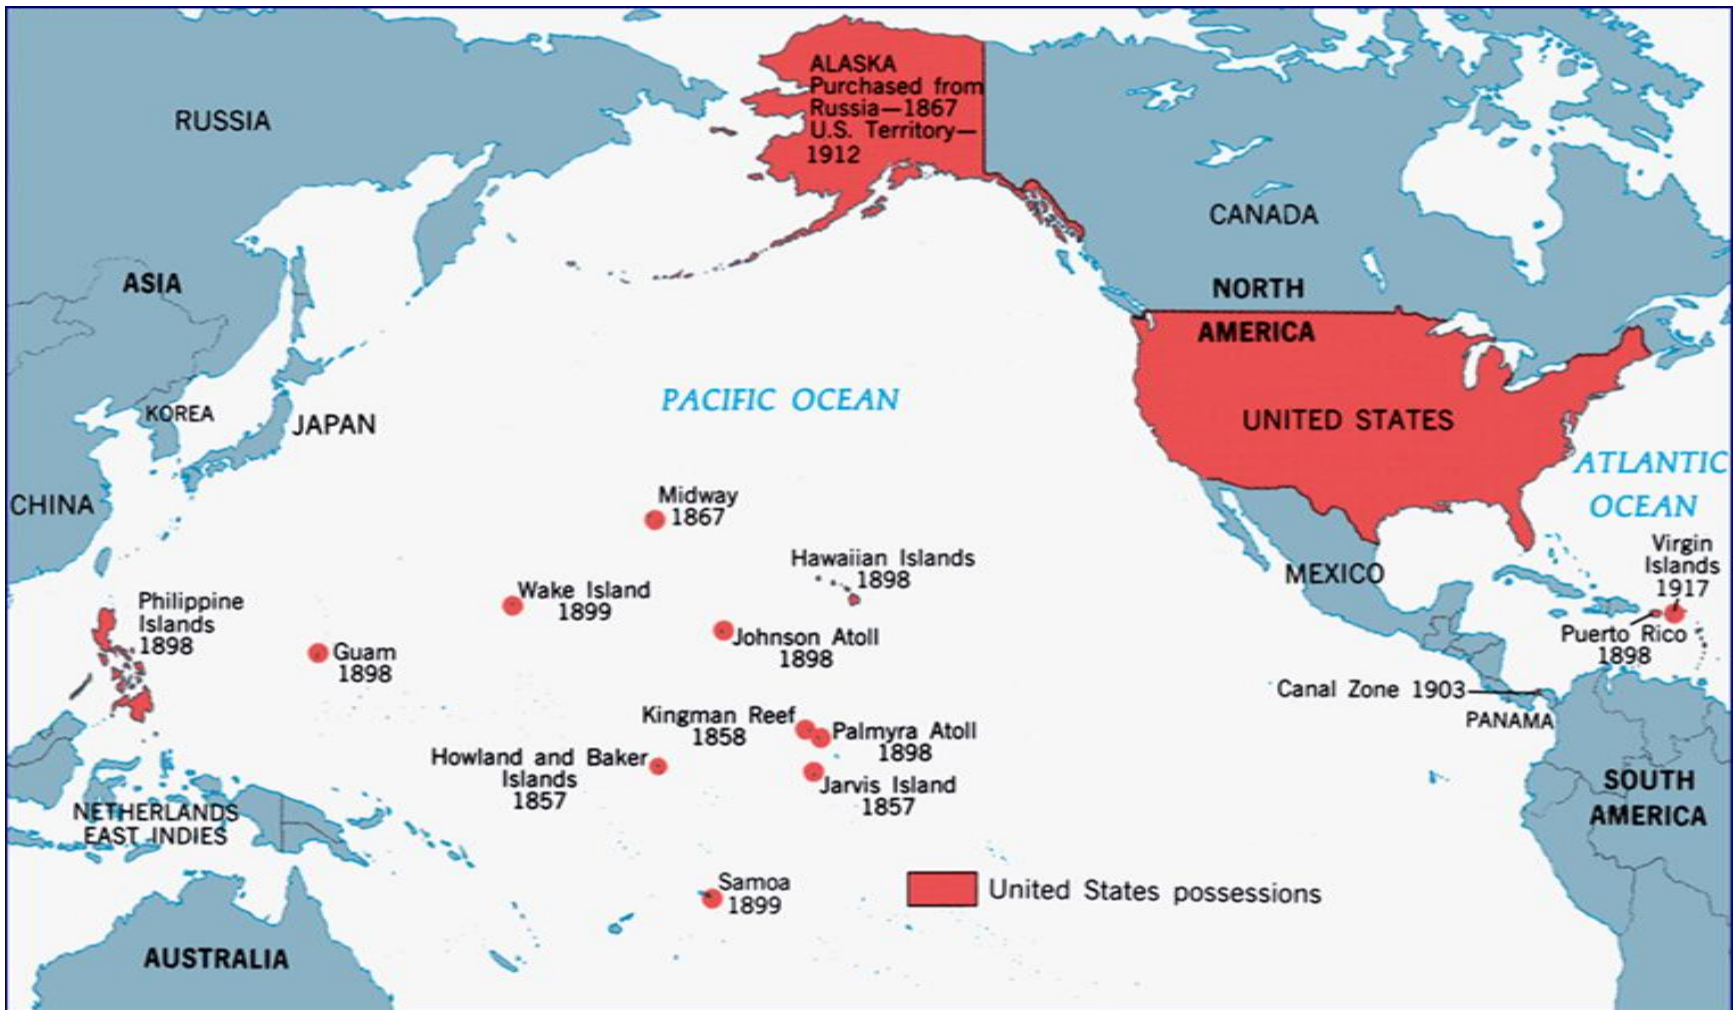 ALASKA
Purchased from
Russia—1867
U.S. Territory—
1912
RUSSIA
CANADA
ASIA
NORTH
AMERICA
UNITED STATES
PACIFIC OCEAN
KOREA
JAPAN
CHINA
ATLANTIC
OCEAN
Midway
1867
Hawaiian Islands
1898
Virgin
Islands
1917
MEXICO
Wake Island
1899
Philippine
Islands
1898
Guam
1898
Johnson Atoll
1898
Puerto Rico
1898
Canal Zone 1903
PANAMA
Kingman Reef
1858
Palmyra Atoll
1898
Howland and Baker
Islands
1857
Jarvis Island
1857
NETHERLANDS
EAST INDIES
SOUTH
AMERICA
Samoa
1899
United States possessions
AUSTRALIA